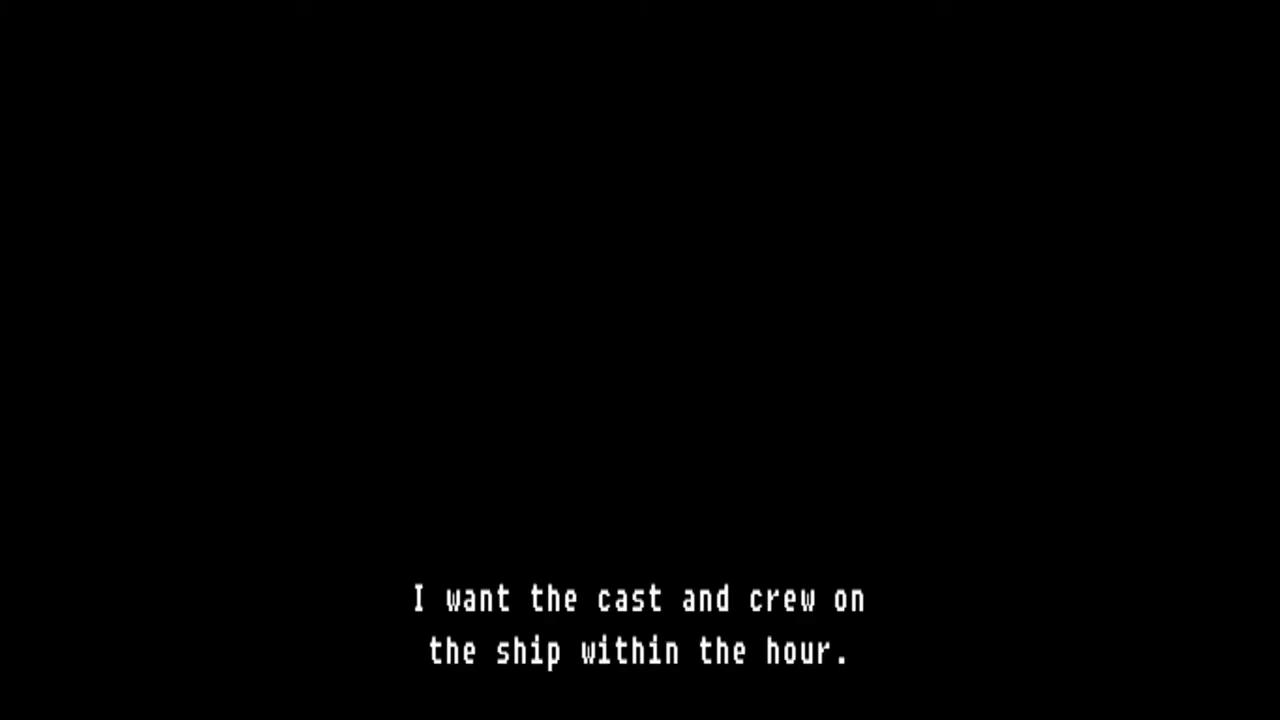 I want the cast and crew on
the ship within the hour.